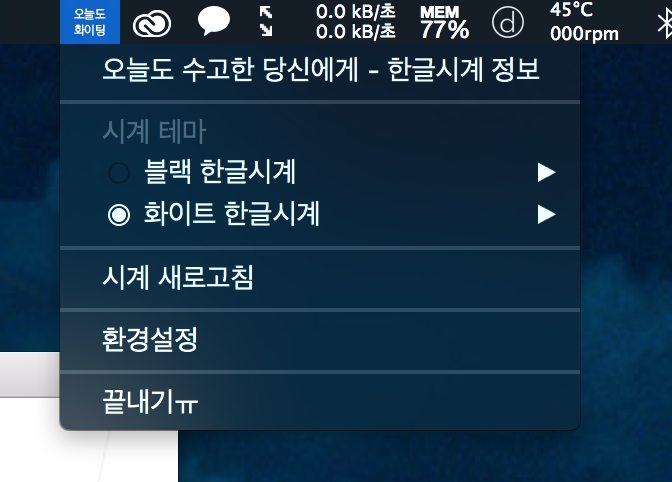 오늘도
화이팅
0.0 kB/초
0.0 kB/초
MEM
77%
d
45°C
000rpm
오늘도 수고한 당신에게 - 한글시계 정보
시계 테마
블랙 한글시계
화이트 한글시계
시계 새로고침
환경설정
끝내기ㅠ